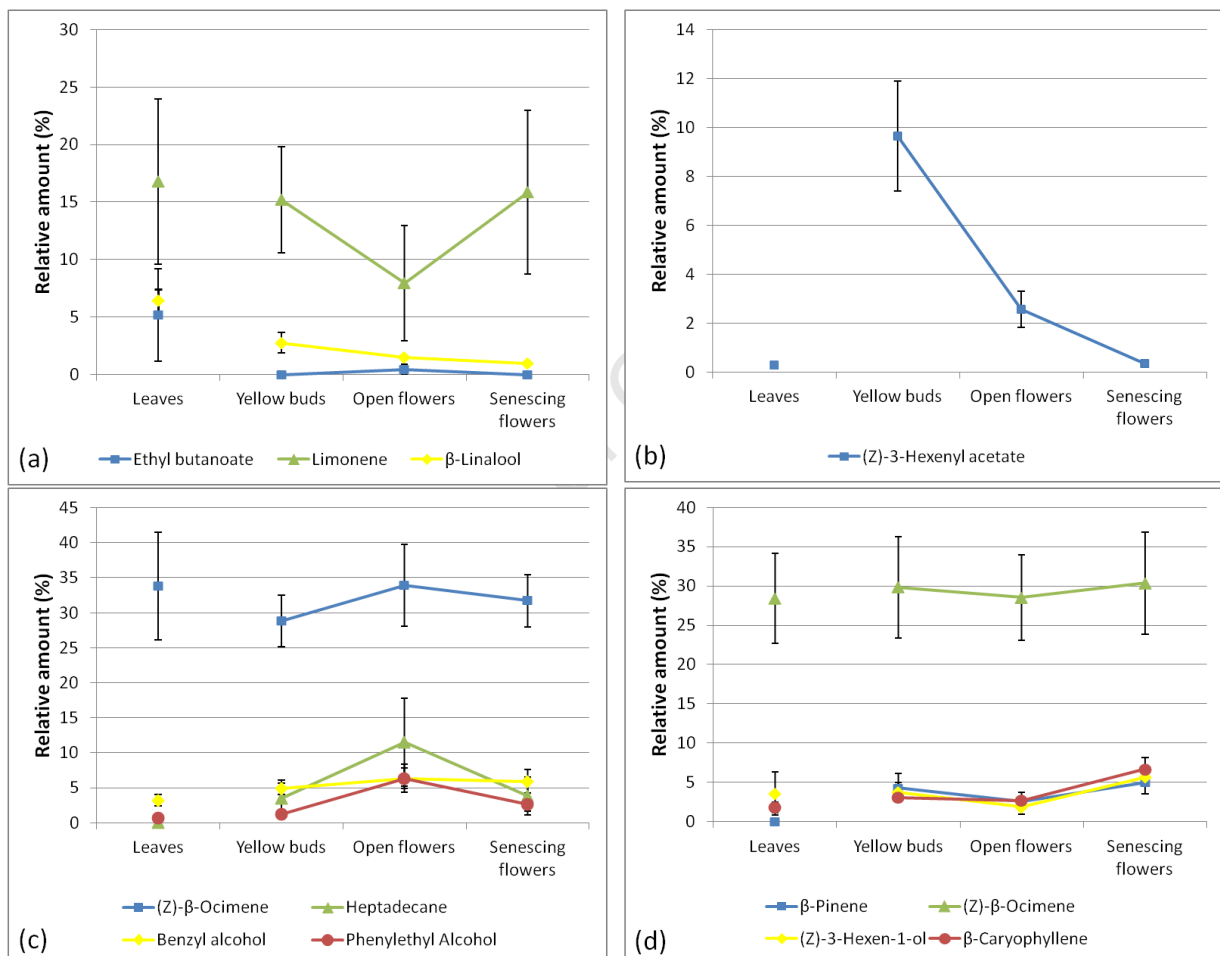 30
25
20
15
10
5
0
Relative amount (%)
Leaves Yellow buds Open flowers Senescing
flowers
(a)
Ethyl butanoate Limonene β-Linalool
14
12
10
8
6
4
2
0
Relative amount (%)
Leaves Yellow buds Open flowers Senescing
flowers
(b)
(Z)-3-Hexenyl acetate
45
40
35
30
25
20
15
10
5
0
Relative amount (%)
Leaves Yellow buds Open flowers Senescing
flowers
(Z)-β-Ocimene Heptadecane
Benzyl alcohol Phenylethyl Alcohol
(c)
40
35
30
25
20
15
10
5
0
Relative amount (%)
Leaves Yellow buds Open flowers Senescing
flowers
β-Pinene (Z)-β-Ocimene
(Z)-3-Hexen-1-ol β-Caryophyllene
(d)